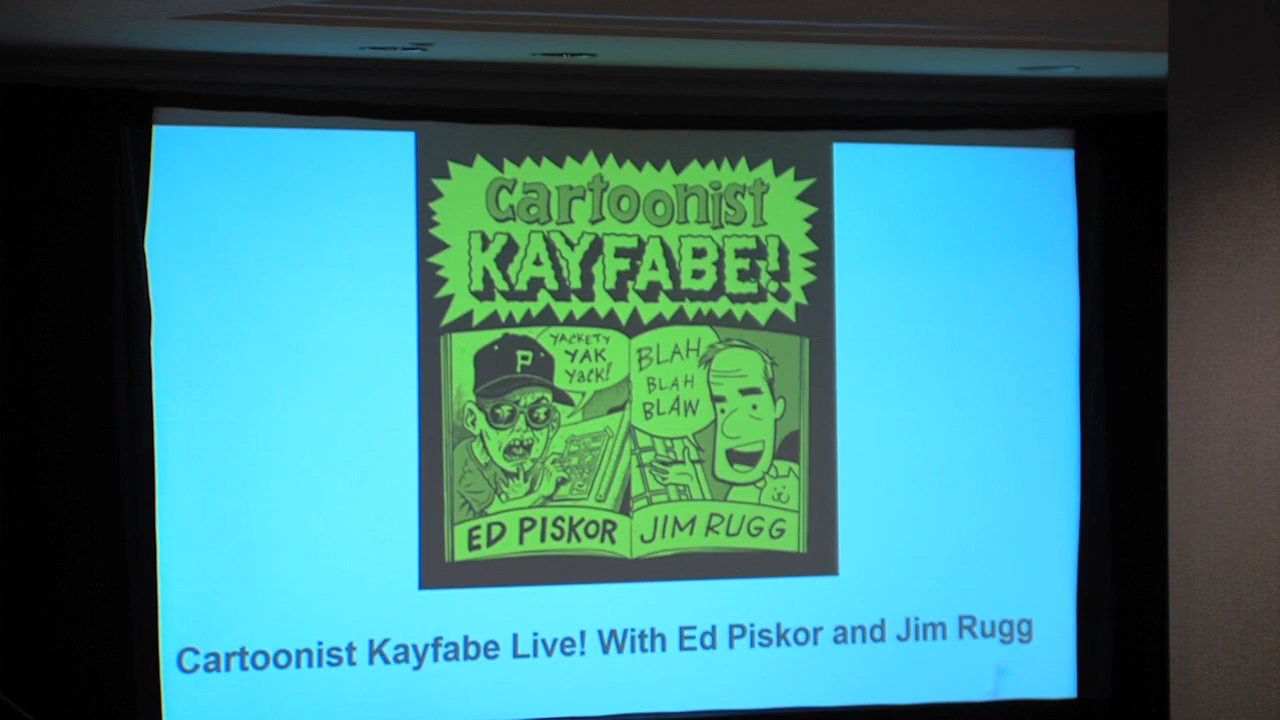 Cartoonist
KAYFABE!
P
YACKETY
YAK
YACK!
BLAH
BLAH
BLAW
ED PISKOR
JIM RUGG
Cartoonist Kayfabe Live! With Ed Piskor and Jim Rugg